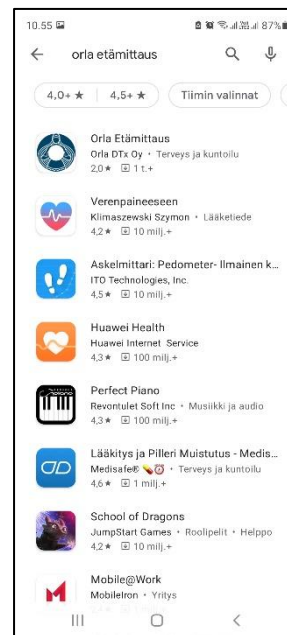 10.55 87%
orla etämittaus
4,0+ ★ 4,5+ ★ Tiimin valinnat
Orla Etämittaus
Orla DTx Oy • Terveys ja kuntoilu
2,0★ 1 t.+
Verenpaineeseen
Klimaszewski Szymon • Lääketiede
4,2★ 10 milj.+
Askelmittari: Pedometer- Ilmainen k...
ITO Technologies, Inc.
4,5★ 10 milj.+
Huawei Health
Huawei Internet Service
4,3★ 100 milj.+
Perfect Piano
Revontulet Soft Inc • Musiikki ja audio
4,3★ 100 milj.+
Lääkitys ja Pilleri Muistutus - Medis...
Medisafe® 💊⏰ • Terveys ja kuntoilu
4,6★ 1 milj.+
School of Dragons
JumpStart Games • Roolipelit • Helppo
4,2★ 10 milj.+
Mobile@Work
MobileIron • Yritys